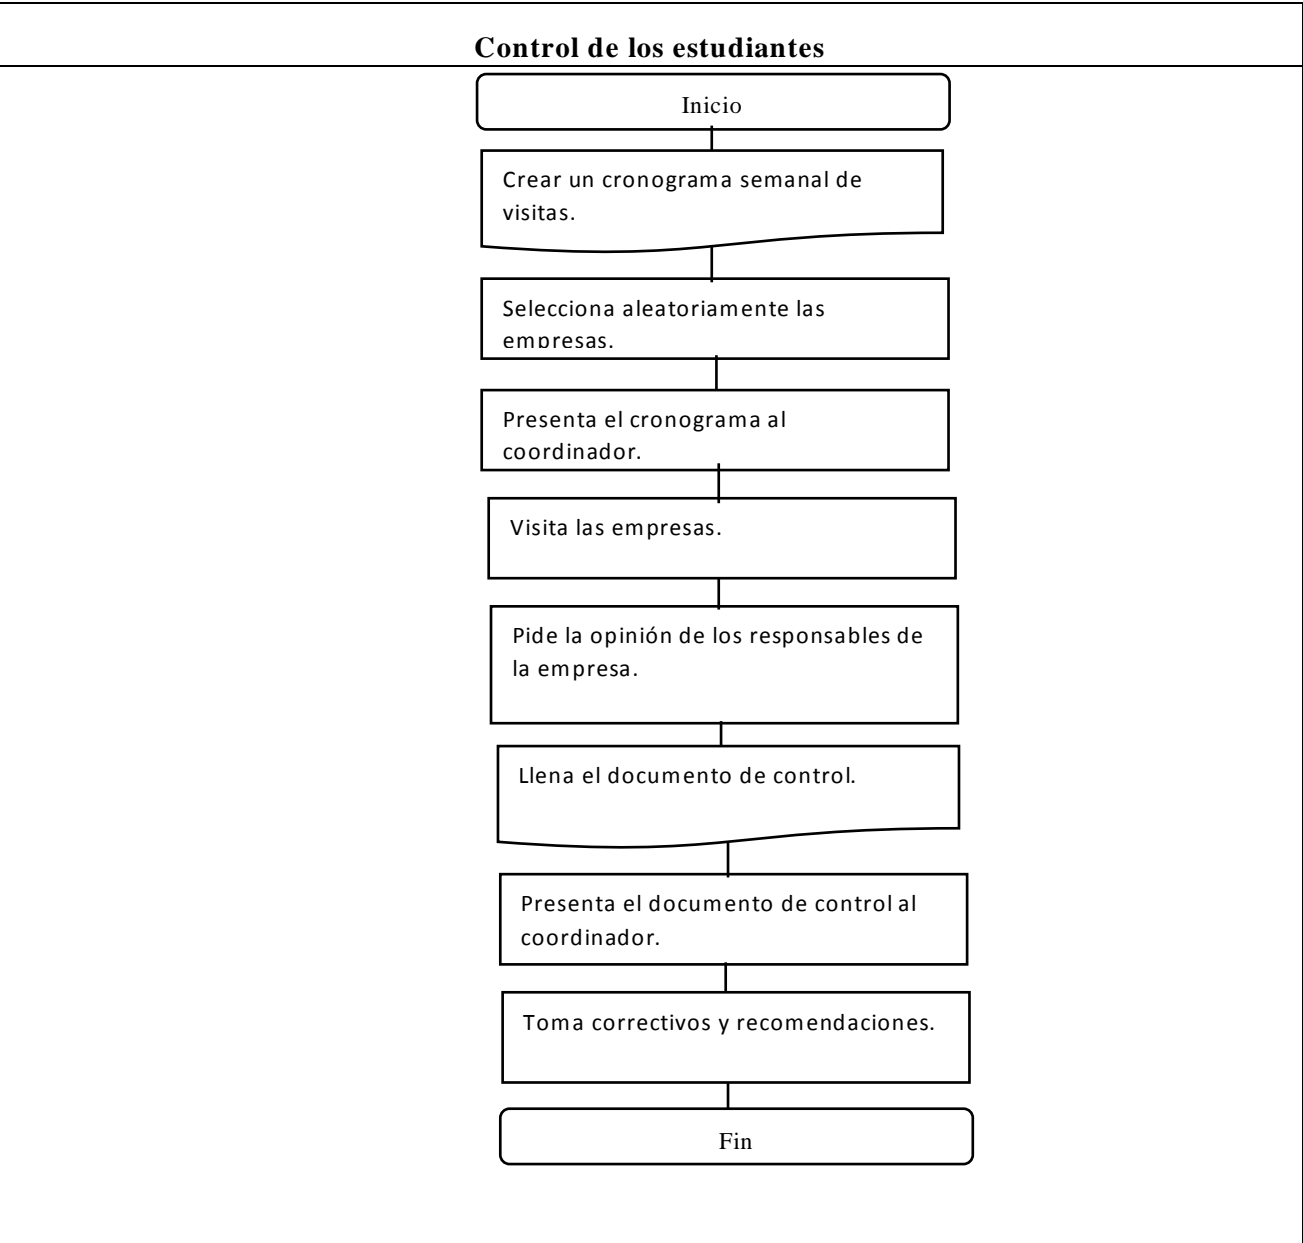 Control de los estudiantes
Inicio
Crear un cronograma semanal de
visitas.
Selecciona aleatoriamente las
empresas.
Presenta el cronograma al
coordinador.
Visita las empresas.
Pide la opinión de los responsables de
la empresa.
Llena el documento de control.
Presenta el documento de control al
coordinador.
Toma correctivos y recomendaciones.
Fin